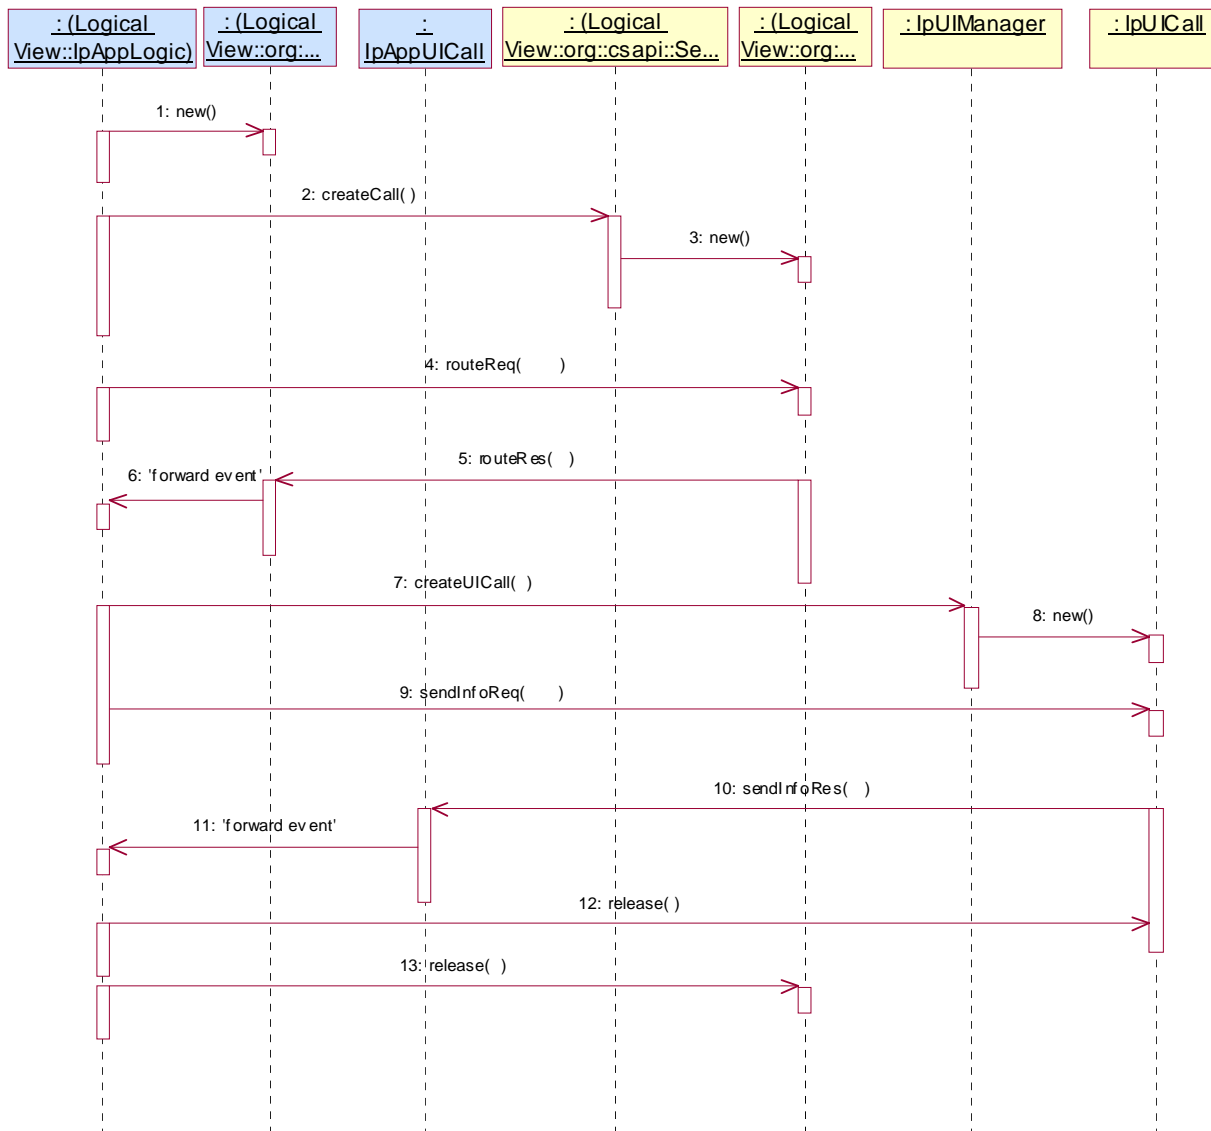 : (Logical
View::IpAppLogic)
: (Logical
View::org:...
:
IpAppUICall
: (Logical
View::org::csapi::Se...
: (Logical
View::org:...
: IpUIManager
: IpUICall
1: new()
2: createCall( )
3: new()
4: routeReq( )
5: routeRes( )
6: 'forward event'
7: createUICall( )
8: new()
9: sendInfoReq( )
10: sendInfoRes( )
11: 'forward event'
12: release( )
13: release( )